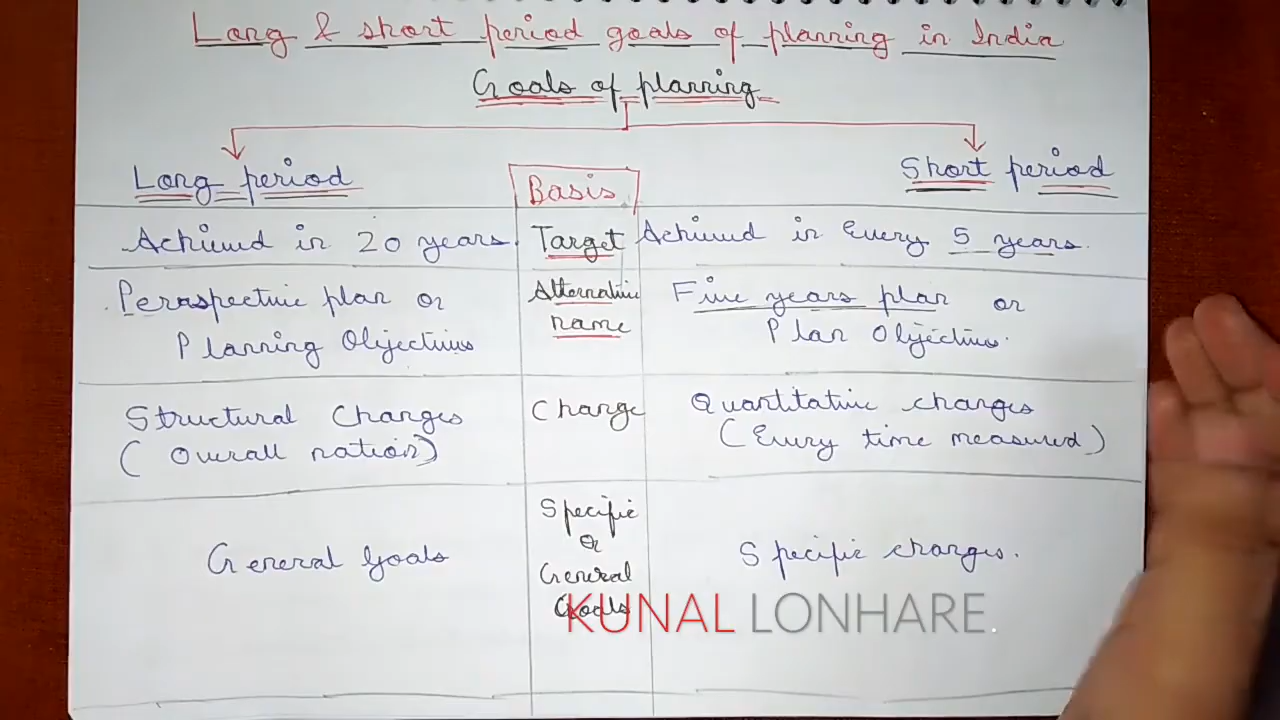 Long & short period goals of planning in India
Goals of planning
Long period
Basis
Short period
Achieved in 20 years.
Target
Achieved in Every 5 years.
Perspective plan or
Planning Objectives
Alternative
name
Five years plan or
Plan Objectives.
Structural Changes
(Overall nation)
Change
Quantitative changes
(Every time measured)
General Goals
Specific
or
General
Goals
Specific changes.
KUNAL LONHARE.